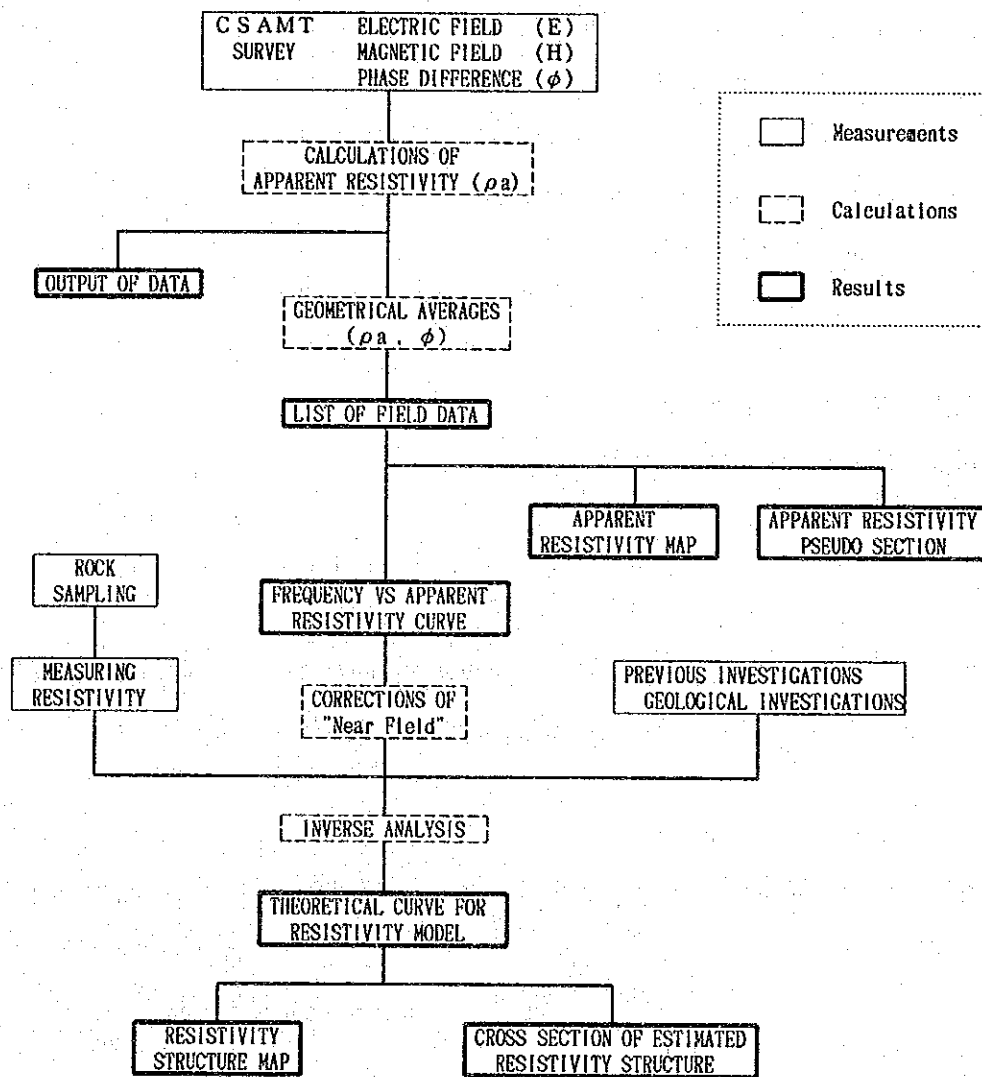 CSAMT ELECTRIC FIELD (E)
SURVEY MAGNETIC FIELD (H)
PHASE DIFFERENCE (φ)
Measurements
Calculations
Results
CALCULATIONS OF
APPARENT RESISTIVITY (ρa)
OUTPUT OF DATA
GEOMETRICAL AVERAGES
(ρa, φ)
LIST OF FIELD DATA
APPARENT
RESISTIVITY MAP
APPARENT RESISTIVITY
PSEUDO SECTION
ROCK
SAMPLING
FREQUENCY VS APPARENT
RESISTIVITY CURVE
MEASURING
RESISTIVITY
CORRECTIONS OF
"Near Field"
PREVIOUS INVESTIGATIONS
GEOLOGICAL INVESTIGATIONS
INVERSE ANALYSIS
THEORETICAL CURVE FOR
RESISTIVITY MODEL
RESISTIVITY
STRUCTURE MAP
CROSS SECTION OF ESTIMATED
RESISTIVITY STRUCTURE